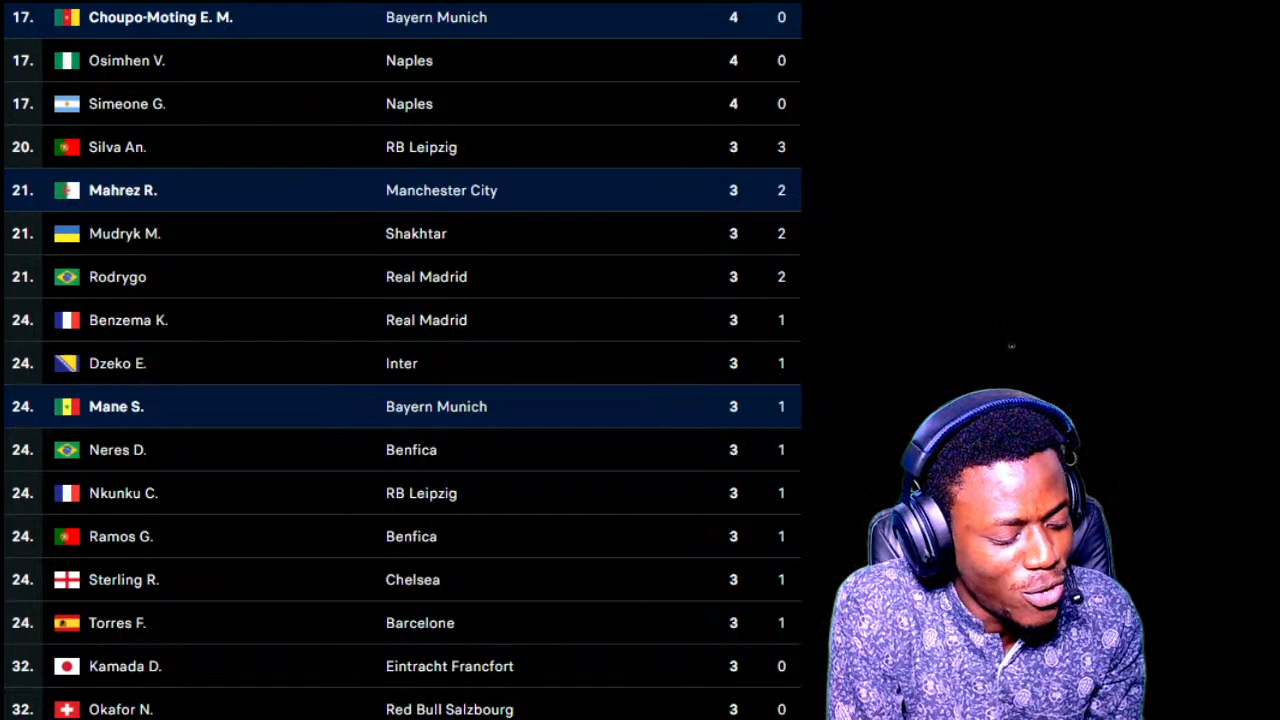 17. Choupo-Moting E. M. Bayern Munich 4 0
17. Osimhen V. Naples 4 0
17. Simeone G. Naples 4 0
20. Silva An. RB Leipzig 3 3
21. Mahrez R. Manchester City 3 2
21. Mudryk M. Shakhtar 3 2
21. Rodrygo Real Madrid 3 2
24. Benzema K. Real Madrid 3 1
24. Dzeko E. Inter 3 1
24. Mane S. Bayern Munich 3 1
24. Neres D. Benfica 3 1
24. Nkunku C. RB Leipzig 3 1
24. Ramos G. Benfica 3 1
24. Sterling R. Chelsea 3 1
24. Torres F. Barcelone 3 1
32. Kamada D. Eintracht Francfort 3 0
32. Okafor N. Red Bull Salzbourg 3 0